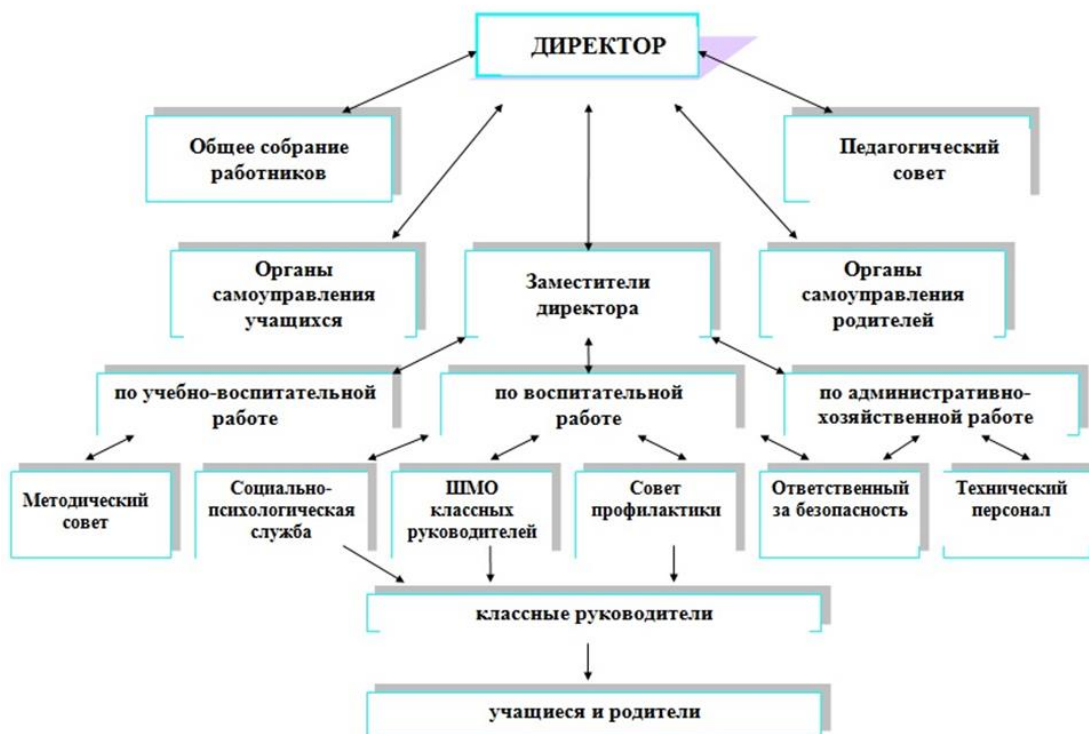 ДИРЕКТОР
Общее собрание
работников
Педагогический
совет
Органы
самоуправления
учащихся
Заместители
директора
Органы
самоуправления
родителей
по учебно-воспитательной
работе
по воспитательной
работе
по административно-
хозяйственной работе
Методический
совет
Социально-
психологическая
служба
ШМО
классных
руководителей
Совет
профилактики
Ответственный
за безопасность
Технический
персонал
классные руководители
учащиеся и родители